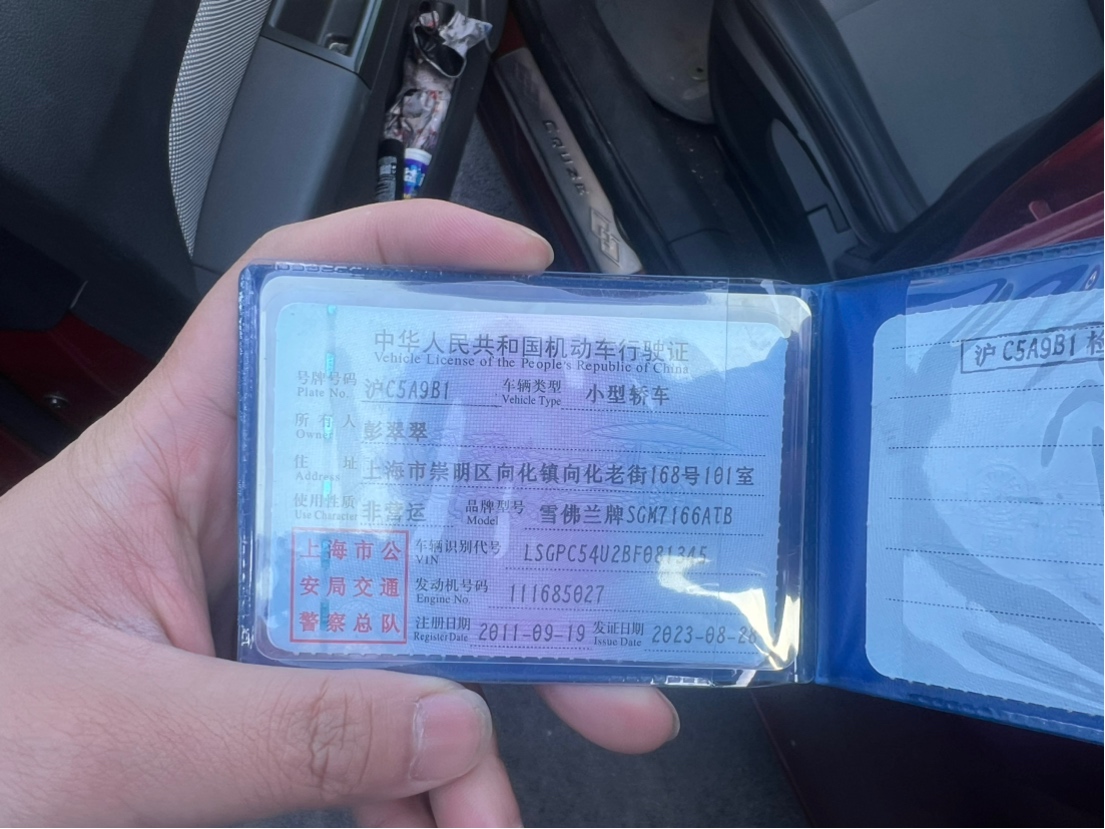 CRUZE
中华人民共和国机动车行驶证
Vehicle License of the People's Republic of China
号牌号码 沪C5A9B1 车辆类型 小型轿车
Plate No. Vehicle Type
所有人 彭翠翠
Owner
住址 上海市崇明区向化镇向化老街168号101室
Address
使用性质 非营运 品牌型号 雪佛兰牌SGM7166ATB
Use Character Model
上海市公
安局交通
警察总队
车辆识别代号 LSGPC54U2BF081345
VIN
发动机号码 111685027
Engine No.
注册日期 2011-09-19 发证日期 2023-08-28
Register Date Issue Date
沪C5A9B1 检